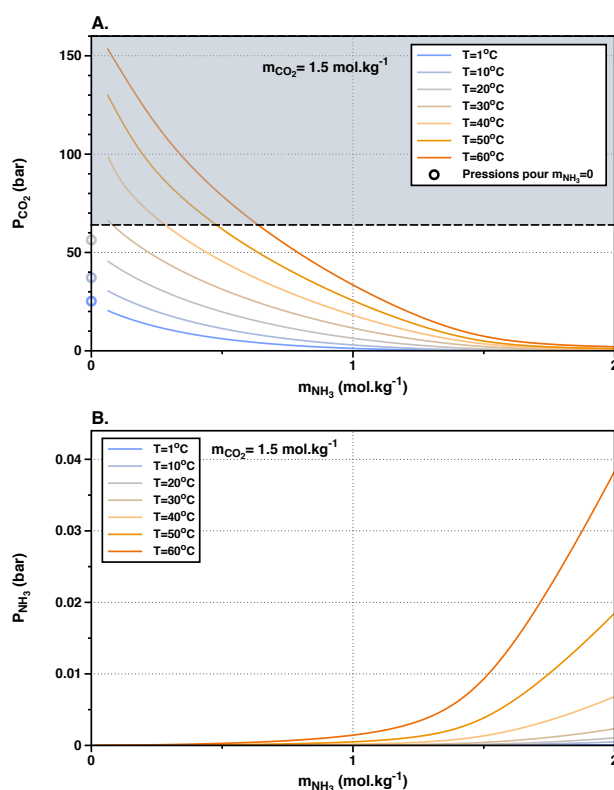 A.
m_CO₂= 1.5 mol.kg⁻¹
T=1°C
T=10°C
T=20°C
T=30°C
T=40°C
T=50°C
T=60°C
Pressions pour m_NH₃=0
P_CO₂ (bar)
150
100
50
0
0
1
2
m_NH₃ (mol.kg⁻¹)
B.
m_CO₂= 1.5 mol.kg⁻¹
T=1°C
T=10°C
T=20°C
T=30°C
T=40°C
T=50°C
T=60°C
P_NH₃ (bar)
0.04
0.03
0.02
0.01
0
0
1
2
m_NH₃ (mol.kg⁻¹)